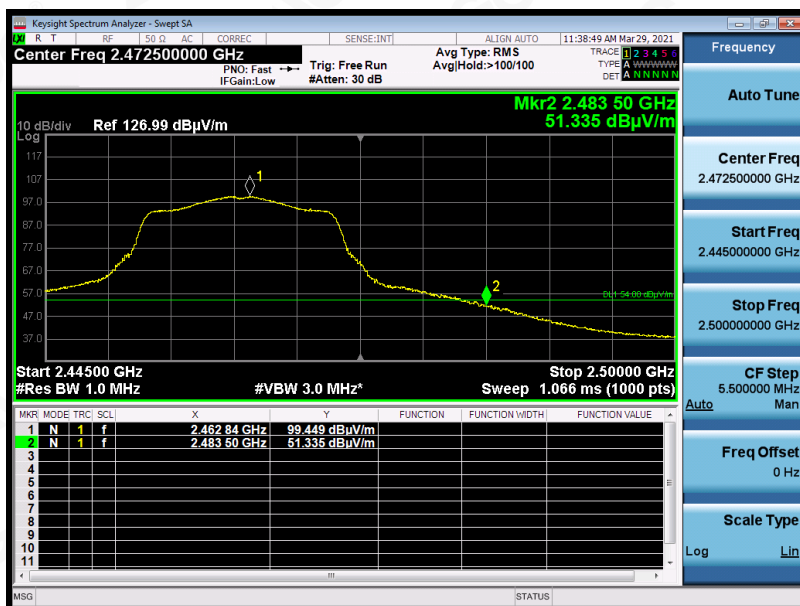 Keysight Spectrum Analyzer - Swept SA
LXI R T RF 50 Ω AC CORREC SENSE:INT ALIGN AUTO 11:38:49 AM Mar 29, 2021
Center Freq 2.472500000 GHz
PNO: Fast
IFGain:Low
Trig: Free Run
#Atten: 30 dB
Avg Type: RMS
Avg|Hold:>100/100
TRACE 1 2 3 4 5 6
TYPE A WWWWW
DET A N N N N N
Mkr2 2.483 50 GHz
51.335 dBµV/m
10 dB/div Ref 126.99 dBµV/m
Log
117
107
97.0
87.0
77.0
67.0
57.0
47.0
37.0
1
2
DL1 54.00 dBµV/m
Start 2.44500 GHz Stop 2.50000 GHz
#Res BW 1.0 MHz #VBW 3.0 MHz* Sweep 1.066 ms (1000 pts)
MKR MODE TRC SCL X Y FUNCTION FUNCTION WIDTH FUNCTION VALUE
1 N 1 f 2.462 84 GHz 99.449 dBµV/m
2 N 1 f 2.483 50 GHz 51.335 dBµV/m
3
4
5
6
7
8
9
10
11
MSG STATUS
Frequency
Auto Tune
Center Freq
2.472500000 GHz
Start Freq
2.445000000 GHz
Stop Freq
2.500000000 GHz
CF Step
5.500000 MHz
Auto Man
Freq Offset
0 Hz
Scale Type
Log Lin